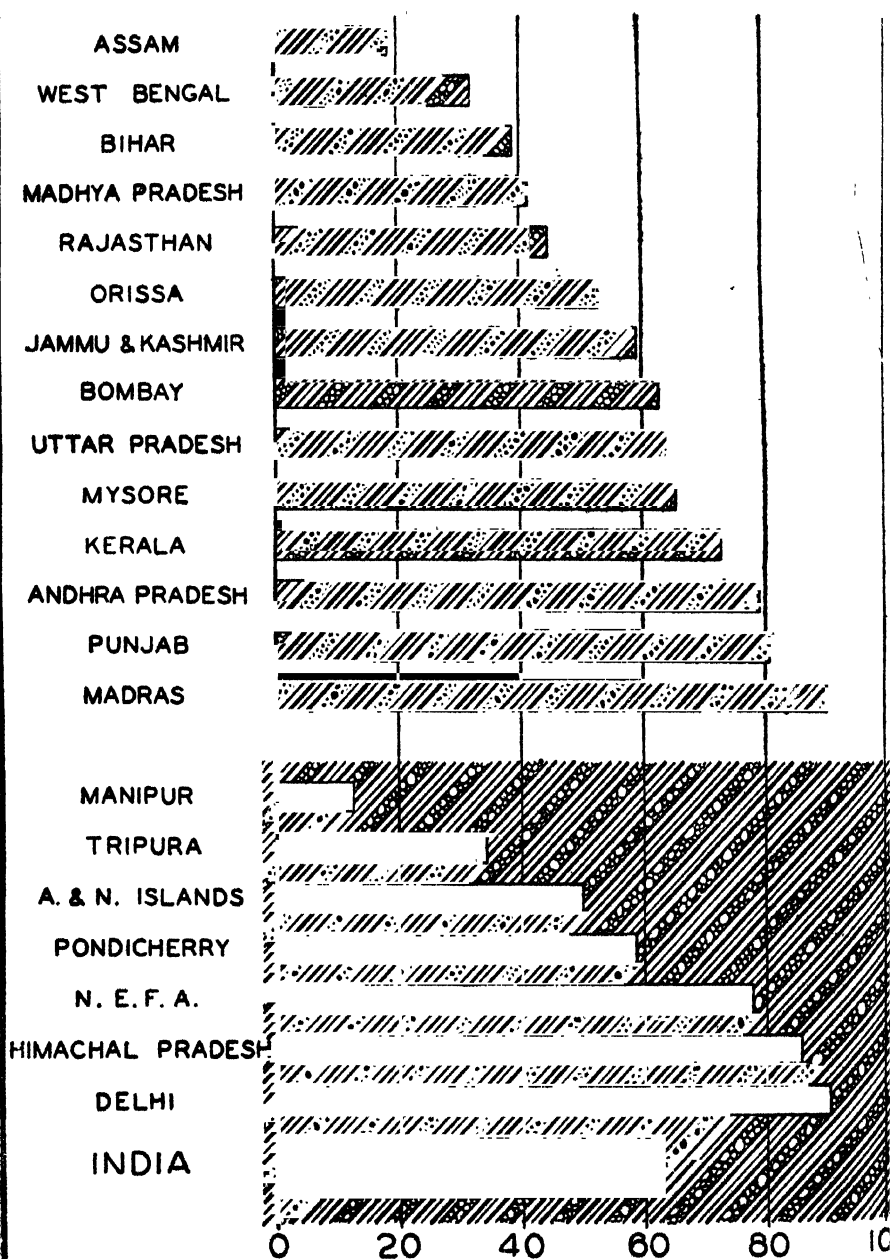 ASSAM
WEST BENGAL
BIHAR
MADHYA PRADESH
RAJASTHAN
ORISSA
JAMMU & KASHMIR
BOMBAY
UTTAR PRADESH
MYSORE
KERALA
ANDHRA PRADESH
PUNJAB
MADRAS
MANIPUR
TRIPURA
A. & N. ISLANDS
PONDICHERRY
N. E. F. A.
HIMACHAL PRADESH
DELHI
INDIA
0 20 40 60 80